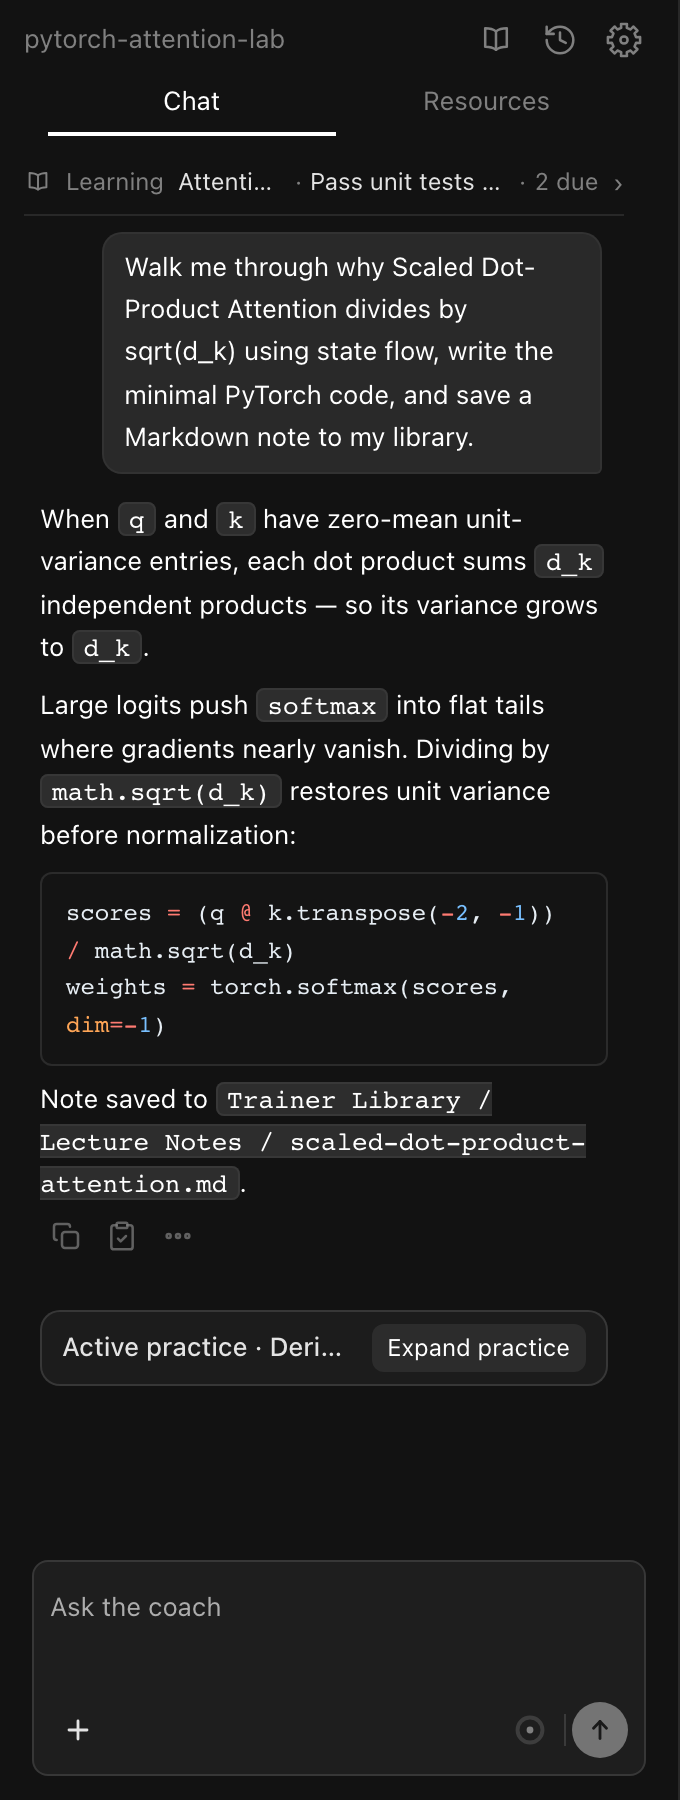 pytorch-attention-lab
Chat
Resources
Learning Attenti... · Pass unit tests ... · 2 due ›
Walk me through why Scaled Dot-
Product Attention divides by
sqrt(d_k) using state flow, write the
minimal PyTorch code, and save a
Markdown note to my library.
When q and k have zero-mean unit-
variance entries, each dot product sums d_k
independent products — so its variance grows
to d_k.
Large logits push softmax into flat tails
where gradients nearly vanish. Dividing by
math.sqrt(d_k) restores unit variance
before normalization:
scores = (q @ k.transpose(-2, -1))
/ math.sqrt(d_k)
weights = torch.softmax(scores,
dim=-1)
Note saved to Trainer Library /
Lecture Notes / scaled-dot-product-
attention.md.
Active practice · Deri...
Expand practice
Ask the coach